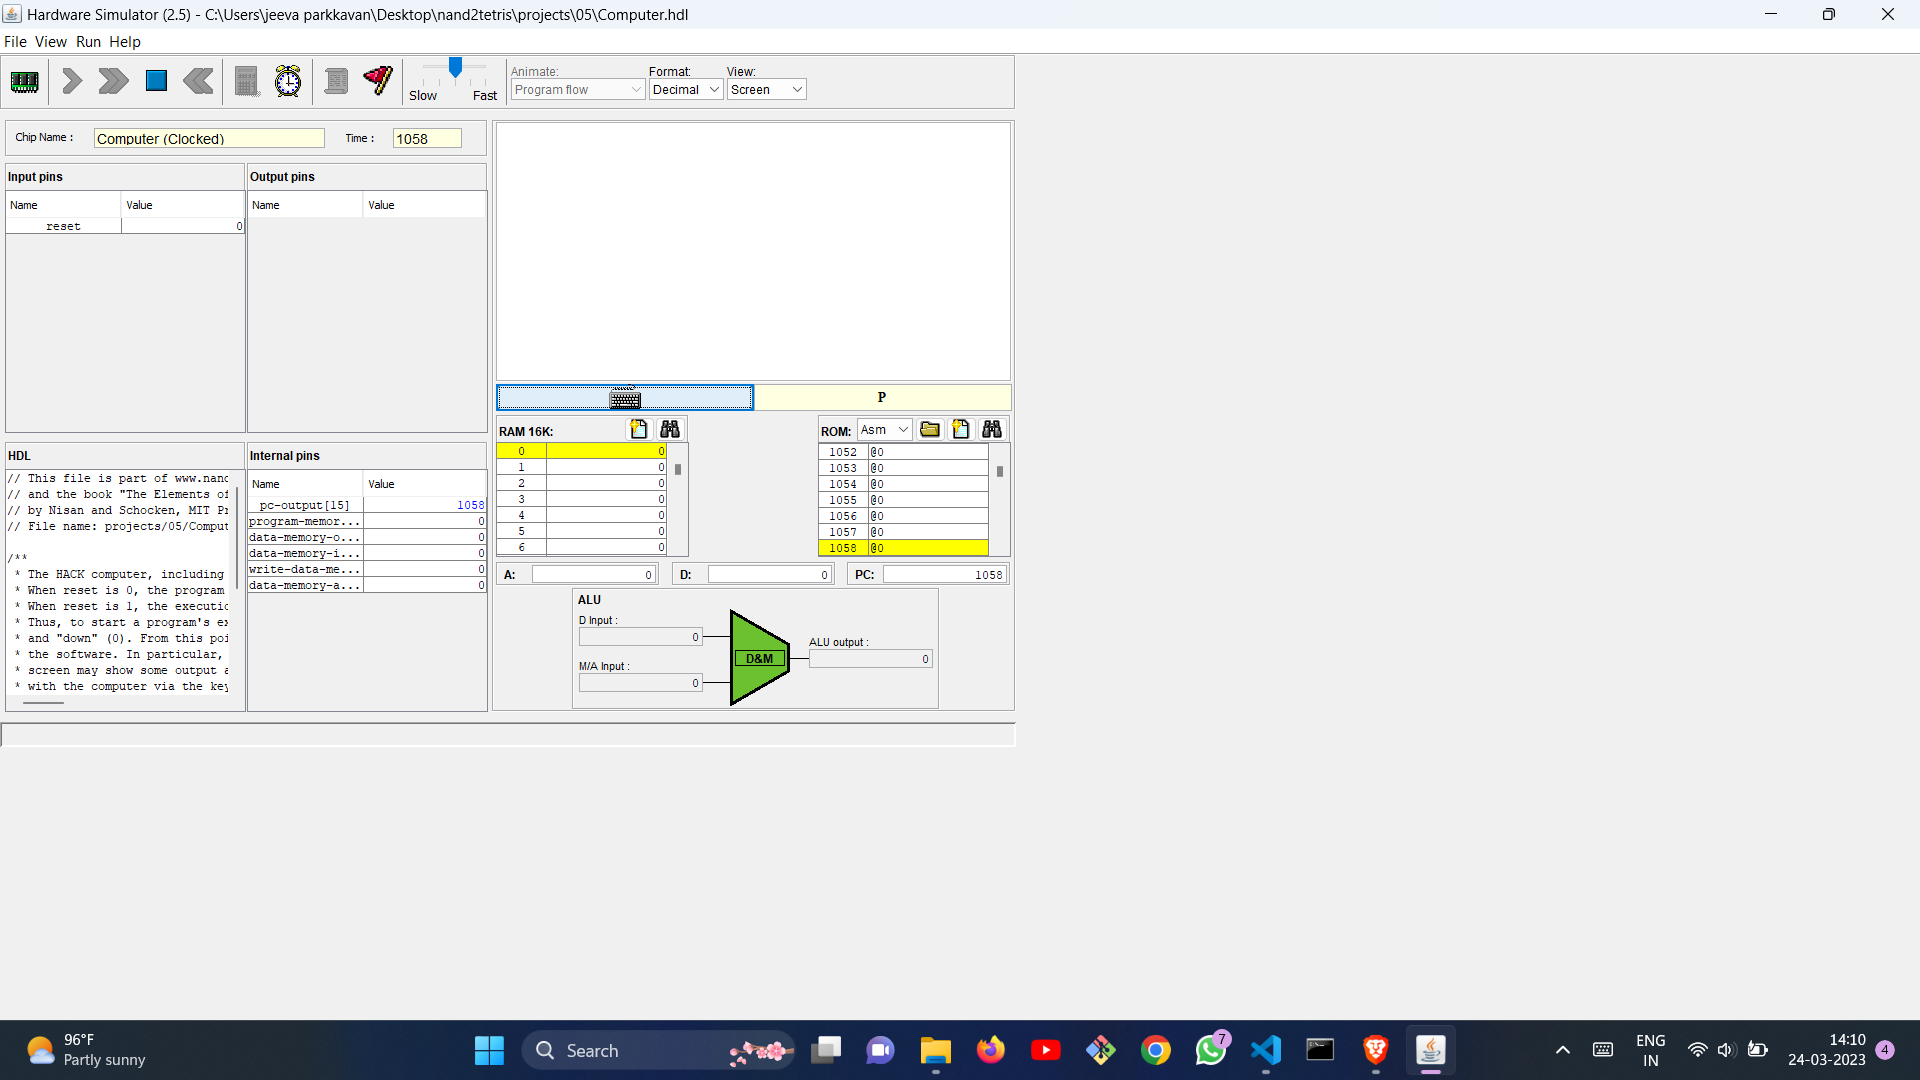 Hardware Simulator (2.5) - C:\Users\jeeva parkkavan\Desktop\nand2tetris\projects\05\Computer.hdl
File View Run Help
Slow Fast
Animate:
Program flow
Format:
Decimal
View:
Screen
Chip Name : Computer (Clocked) Time : 1058
Input pins
Name Value
reset 0
Output pins
Name Value
P
RAM 16K:
0 0
1 0
2 0
3 0
4 0
5 0
6 0
ROM: Asm
1052 @0
1053 @0
1054 @0
1055 @0
1056 @0
1057 @0
1058 @0
HDL
// This file is part of www.nand
// and the book "The Elements of
// by Nisan and Schocken, MIT Pr
// File name: projects/05/Comput
/**
* The HACK computer, including
* When reset is 0, the program
* When reset is 1, the executio
* Thus, to start a program's ex
* and "down" (0). From this poi
* the software. In particular,
* screen may show some output a
* with the computer via the key
Internal pins
Name Value
pc-output[15] 1058
program-memor... 0
data-memory-o... 0
data-memory-i... 0
write-data-me... 0
data-memory-a... 0
A: 0
D: 0
PC: 1058
ALU
D Input :
0
M/A Input :
0
D&M
ALU output :
0
96°F
Partly sunny
Search
7
ENG
IN
14:10
24-03-2023
4